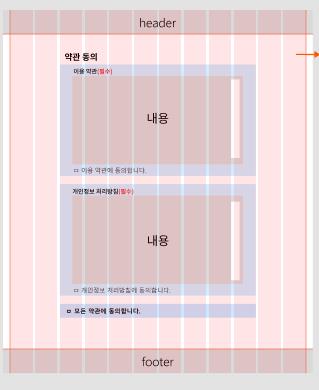 header
약관 동의
이용 약관(필수)
내용
ㅁ 이용 약관에 동의합니다.
개인정보 처리방침(필수)
내용
ㅁ 개인정보 처리방침에 동의합니다.
ㅁ 모든 약관에 동의합니다.
footer